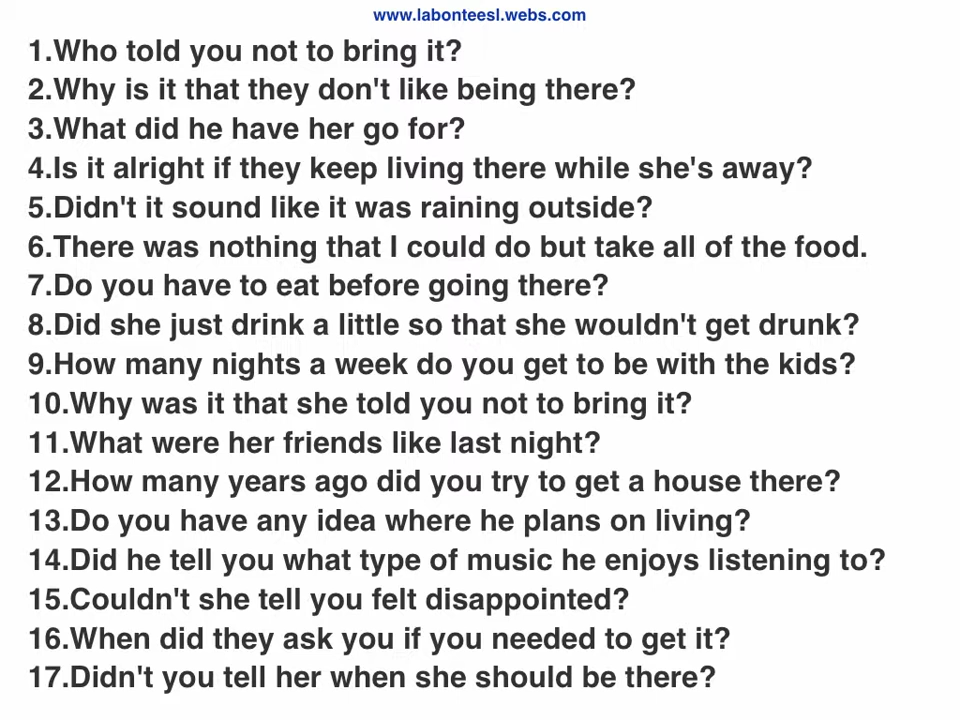 www.labonteesl.webs.com
1.Who told you not to bring it?
2.Why is it that they don't like being there?
3.What did he have her go for?
4.Is it alright if they keep living there while she's away?
5.Didn't it sound like it was raining outside?
6.There was nothing that I could do but take all of the food.
7.Do you have to eat before going there?
8.Did she just drink a little so that she wouldn't get drunk?
9.How many nights a week do you get to be with the kids?
10.Why was it that she told you not to bring it?
11.What were her friends like last night?
12.How many years ago did you try to get a house there?
13.Do you have any idea where he plans on living?
14.Did he tell you what type of music he enjoys listening to?
15.Couldn't she tell you felt disappointed?
16.When did they ask you if you needed to get it?
17.Didn't you tell her when she should be there?